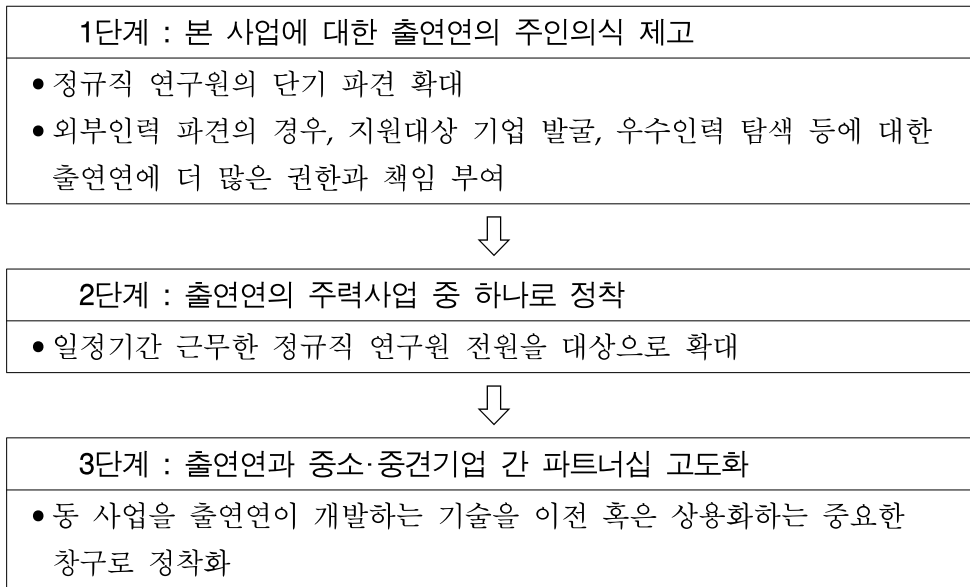 1단계 : 본 사업에 대한 출연연의 주인의식 제고
• 정규직 연구원의 단기 파견 확대
• 외부인력 파견의 경우, 지원대상 기업 발굴, 우수인력 탐색 등에 대한
출연연에 더 많은 권한과 책임 부여
2단계 : 출연연의 주력사업 중 하나로 정착
• 일정기간 근무한 정규직 연구원 전원을 대상으로 확대
3단계 : 출연연과 중소·중견기업 간 파트너십 고도화
• 동 사업을 출연연이 개발하는 기술을 이전 혹은 상용화하는 중요한
창구로 정착화